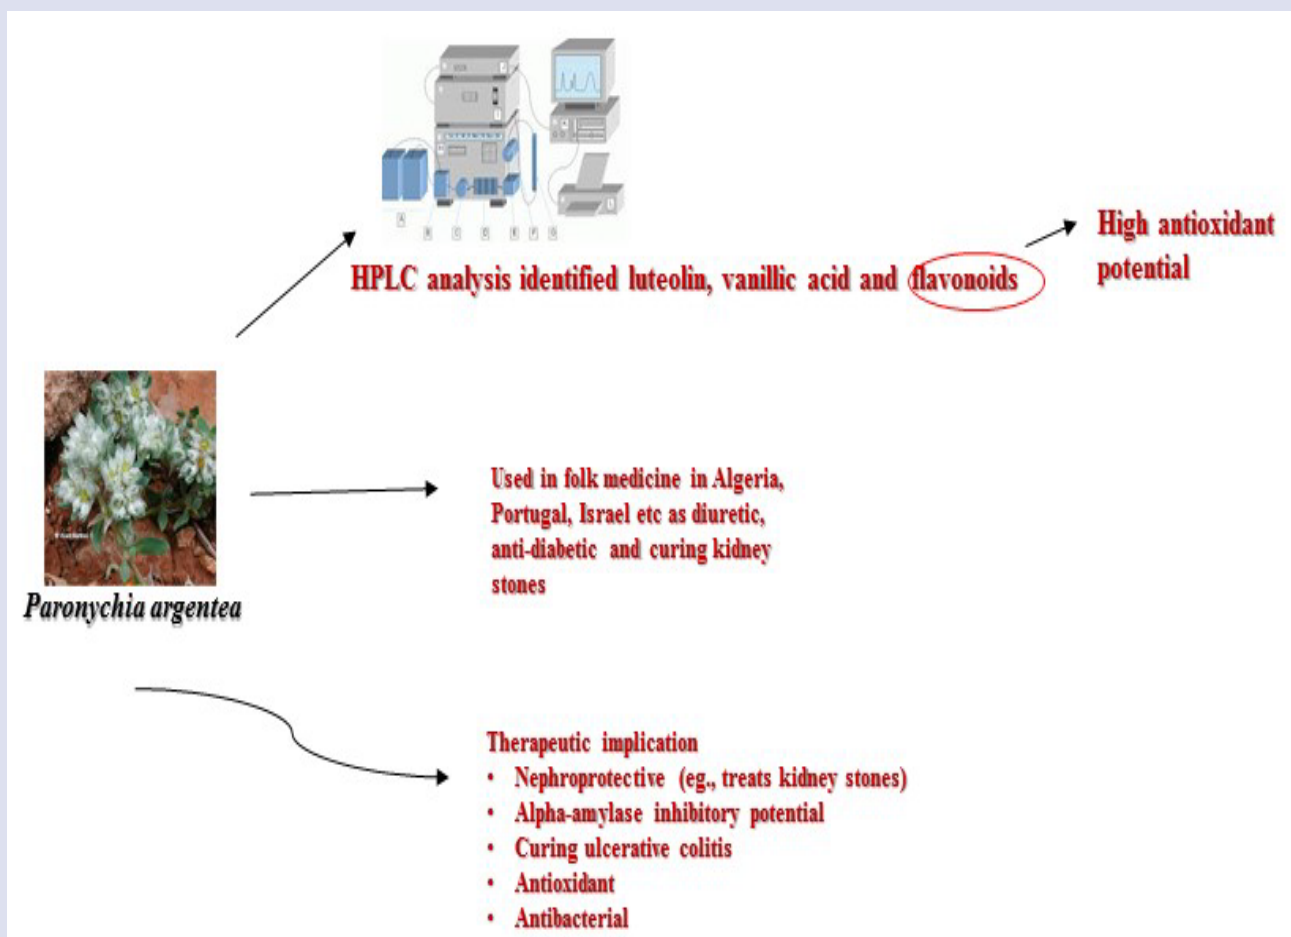 A
B
C
D
E
F
G
HPLC analysis identified luteolin, vanillic acid and flavonoids
High antioxidant
potential
Paronychia argentea
Used in folk medicine in Algeria,
Portugal, Israel etc as diuretic,
anti-diabetic and curing kidney
stones
Therapeutic implication
• Nephroprotective (eg., treats kidney stones)
• Alpha-amylase inhibitory potential
• Curing ulcerative colitis
• Antioxidant
• Antibacterial